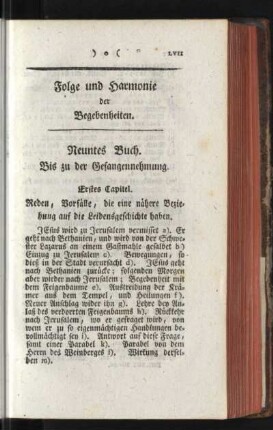 ) o ( LVII
Folge und Harmonie
der
Begebenheiten.
Neuntes Buch.
Bis zu der Gefangennehmung.
Erstes Capitel.
Reden, Vorfälle, die eine nähere Bezie-
hung auf die Leidensgeschichte haben.
JEsus wird zu Jerusalem vermisset a). Er
geht nach Bethanien, und wird von der Schwe-
ster Lazarus an einem Gastmahle gesalbet b)
Einzug zu Jerusalem c). Bewegungen, so
dieß in der Stadt verursacht d). JEsus geht
nach Bethanien zurücke; folgenden Morgen
aber wieder nach Jerusalem; Begebenheit mit
dem Feigenbaume e). Austreibung der Krä-
mer aus dem Tempel, und Heilungen f).
Neuer Anschlag wider ihn g). Lehre bey An-
laß des verdorrten Feigenbaums h). Rückkehr
nach Jerusalem, wo er gefraget wird, von
wem er zu so eigenmächtigen Handlungen be-
vollmächtigt sey i). Antwort auf diese Frage,
samt einer Parabel k). Parabel von dem
Herrn des Weinberges l). Wirkung dersel-
ben m).